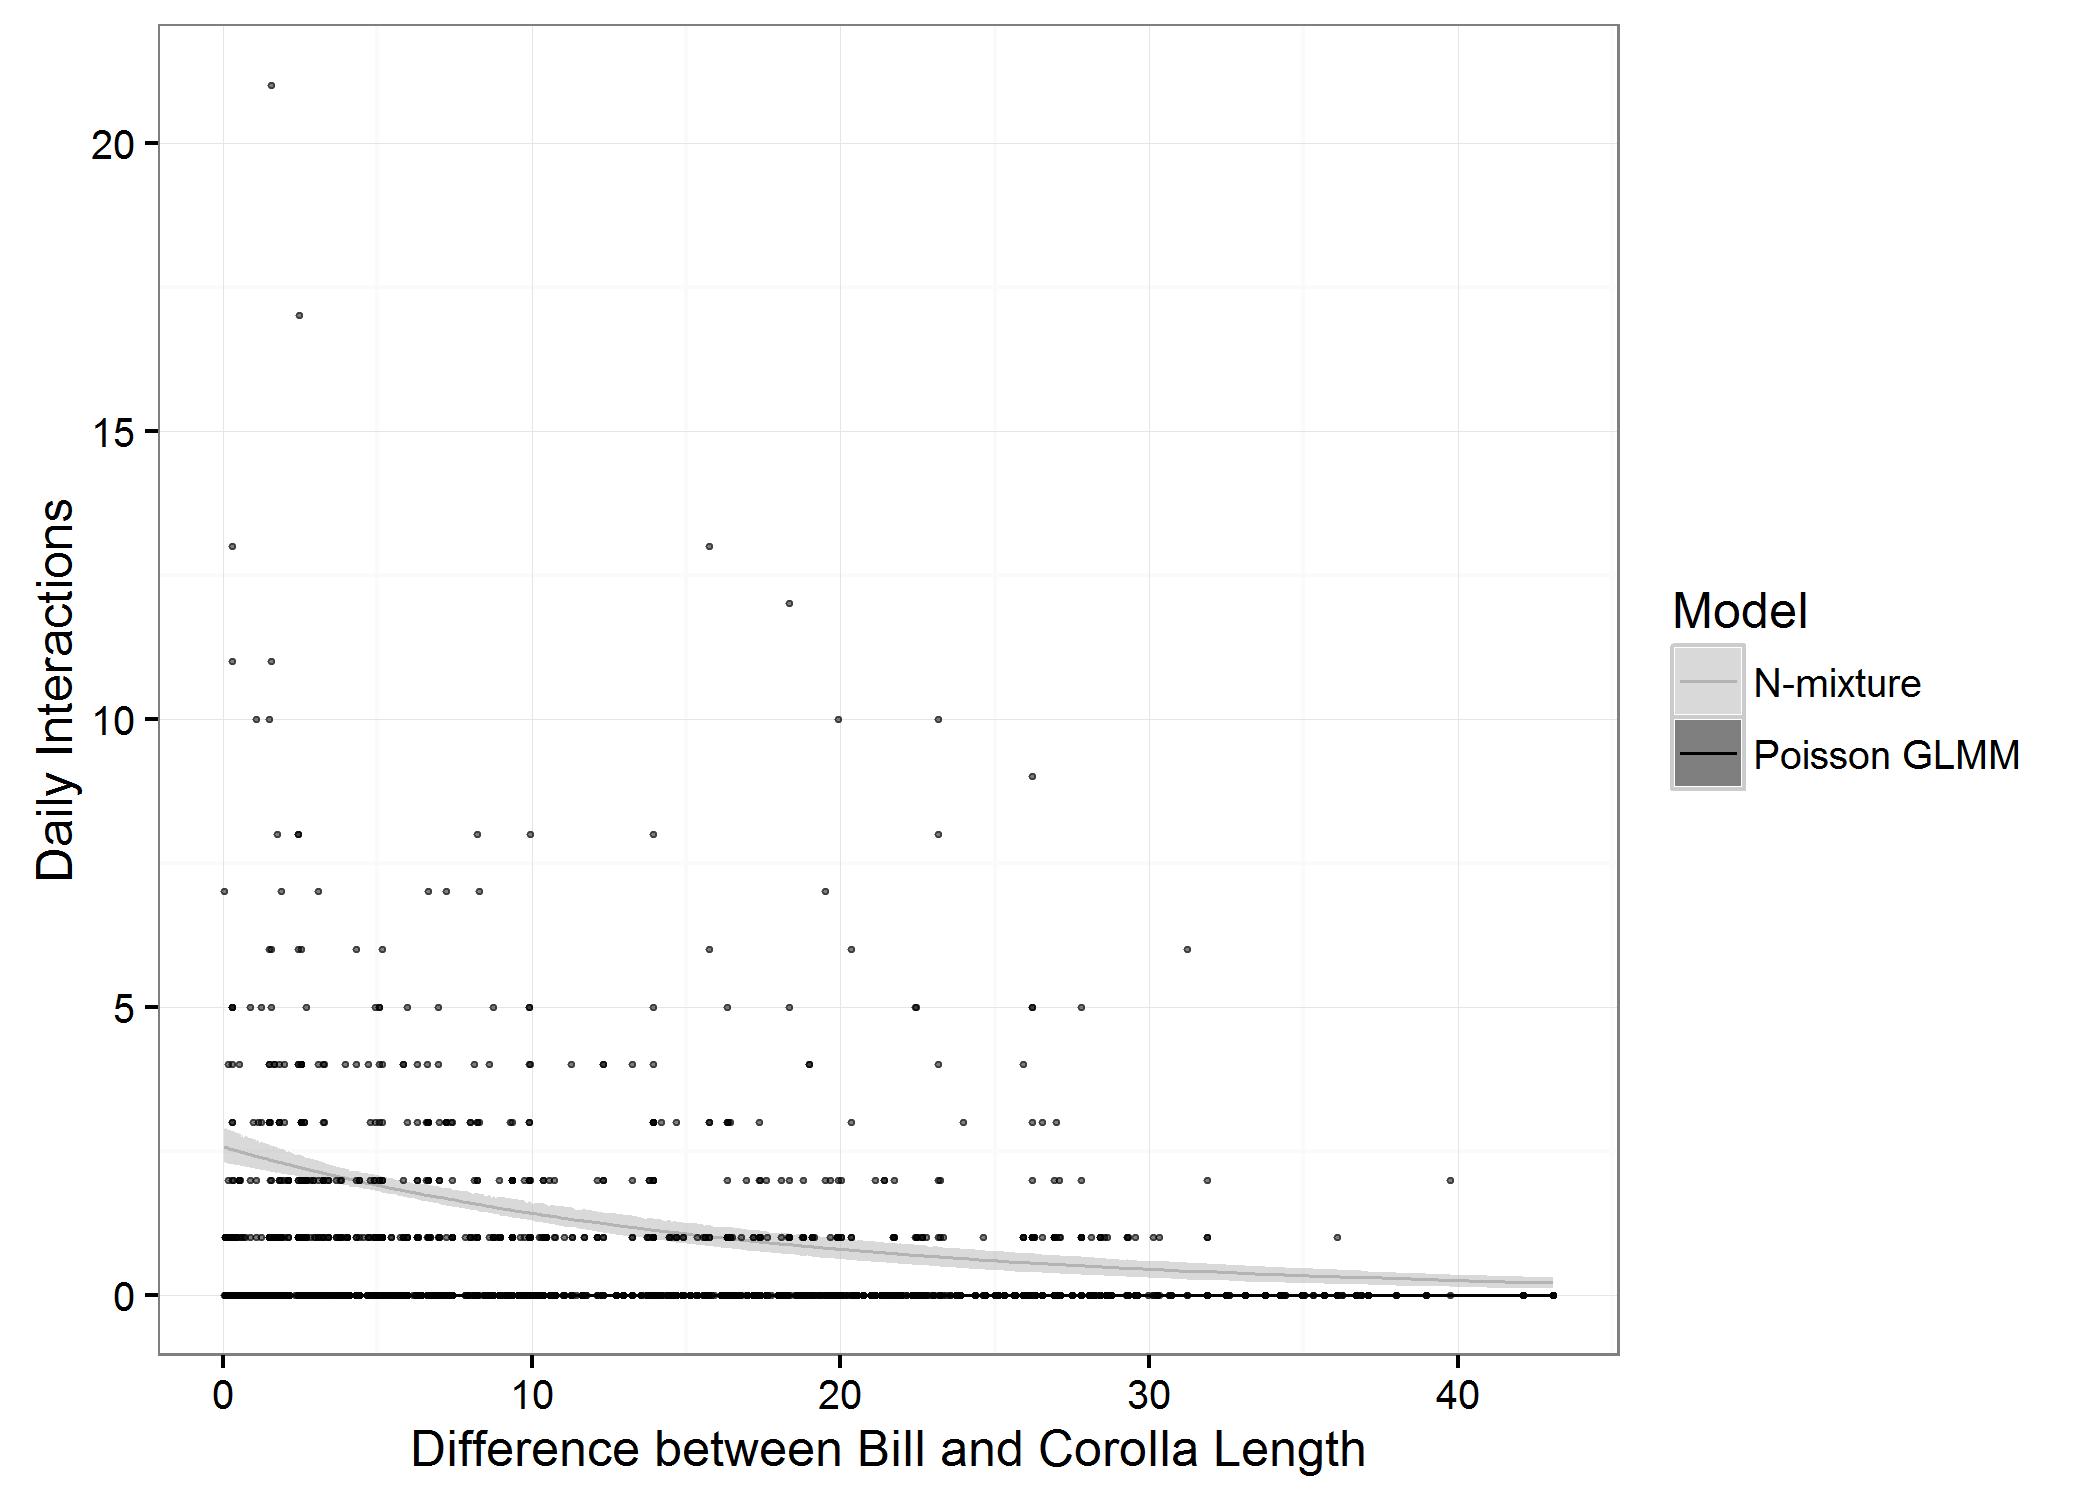 20
15
10
5
0
0 10 20 30 40
Daily Interactions
Difference between Bill and Corolla Length
Model
N-mixture
Poisson GLMM